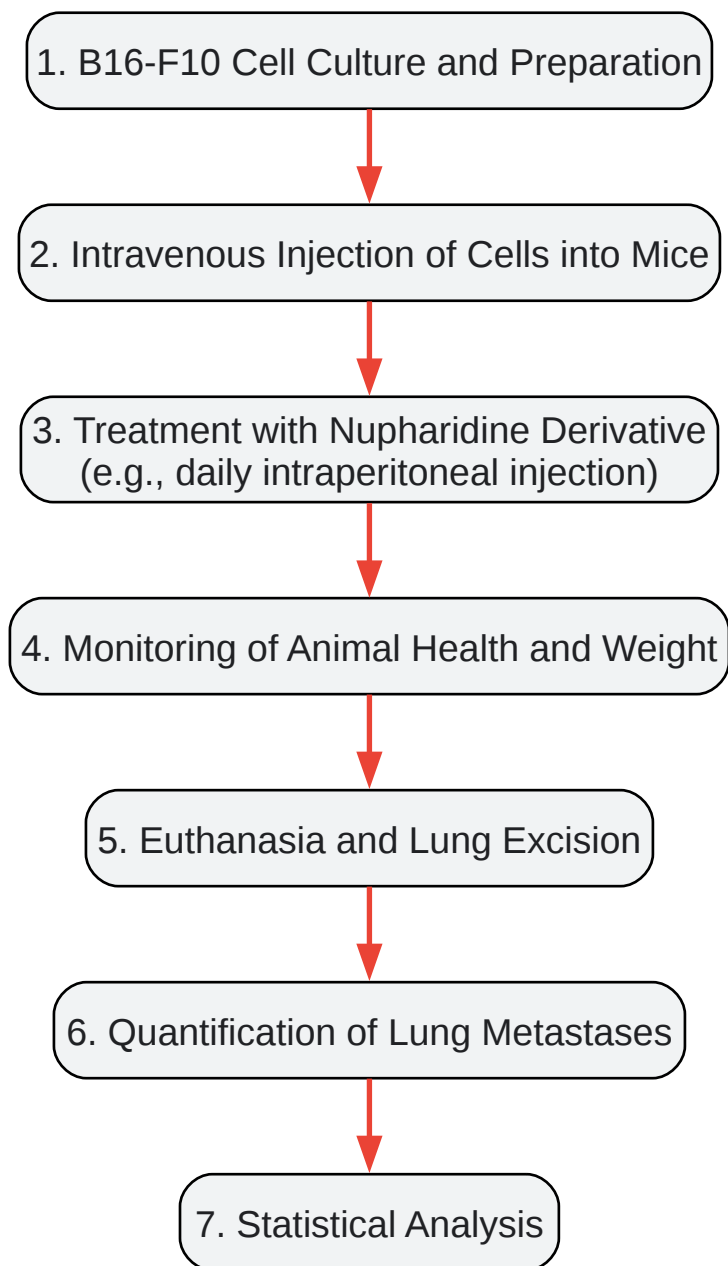 1. B16-F10 Cell Culture and Preparation
2. Intravenous Injection of Cells into Mice
3. Treatment with Nupharidine Derivative
(e.g., daily intraperitoneal injection)
4. Monitoring of Animal Health and Weight
5. Euthanasia and Lung Excision
6. Quantification of Lung Metastases
7. Statistical Analysis